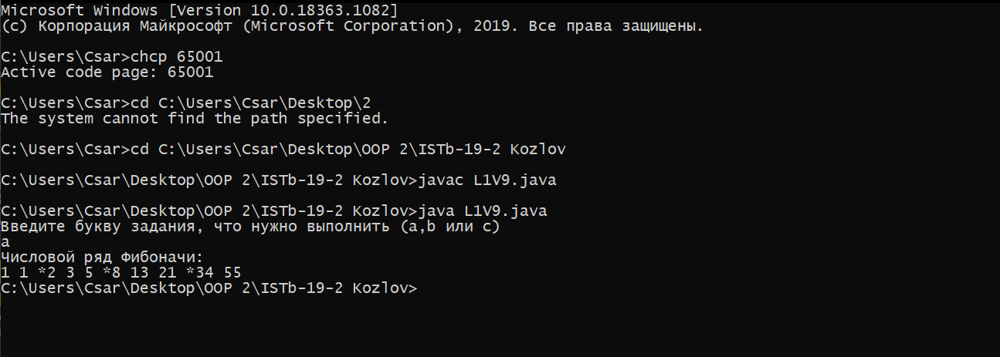 Microsoft Windows [Version 10.0.18363.1082]
(c) Корпорация Майкрософт (Microsoft Corporation), 2019. Все права защищены.
C:\Users\Csar>chcp 65001
Active code page: 65001
C:\Users\Csar>cd C:\Users\Csar\Desktop\2
The system cannot find the path specified.
C:\Users\Csar>cd C:\Users\Csar\Desktop\OOP 2\ISTb-19-2 Kozlov
C:\Users\Csar\Desktop\OOP 2\ISTb-19-2 Kozlov>javac L1V9.java
C:\Users\Csar\Desktop\OOP 2\ISTb-19-2 Kozlov>java L1V9.java
Введите букву задания, что нужно выполнить (a,b или c)
a
Числовой ряд Фибоначи:
1 1 *2 3 5 *8 13 21 *34 55
C:\Users\Csar\Desktop\OOP 2\ISTb-19-2 Kozlov>